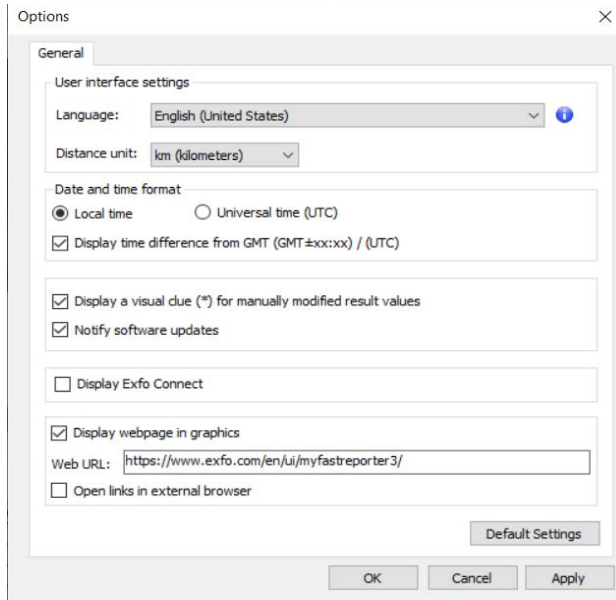 Options
General
User interface settings
Language: English (United States)
Distance unit: km (kilometers)
Date and time format
Local time Universal time (UTC)
Display time difference from GMT (GMT±xx:xx) / (UTC)
Display a visual clue (*) for manually modified result values
Notify software updates
Display Exfo Connect
Display webpage in graphics
Web URL: https://www.exfo.com/en/ui/myfastreporter3/
Open links in external browser
Default Settings
OK Cancel Apply